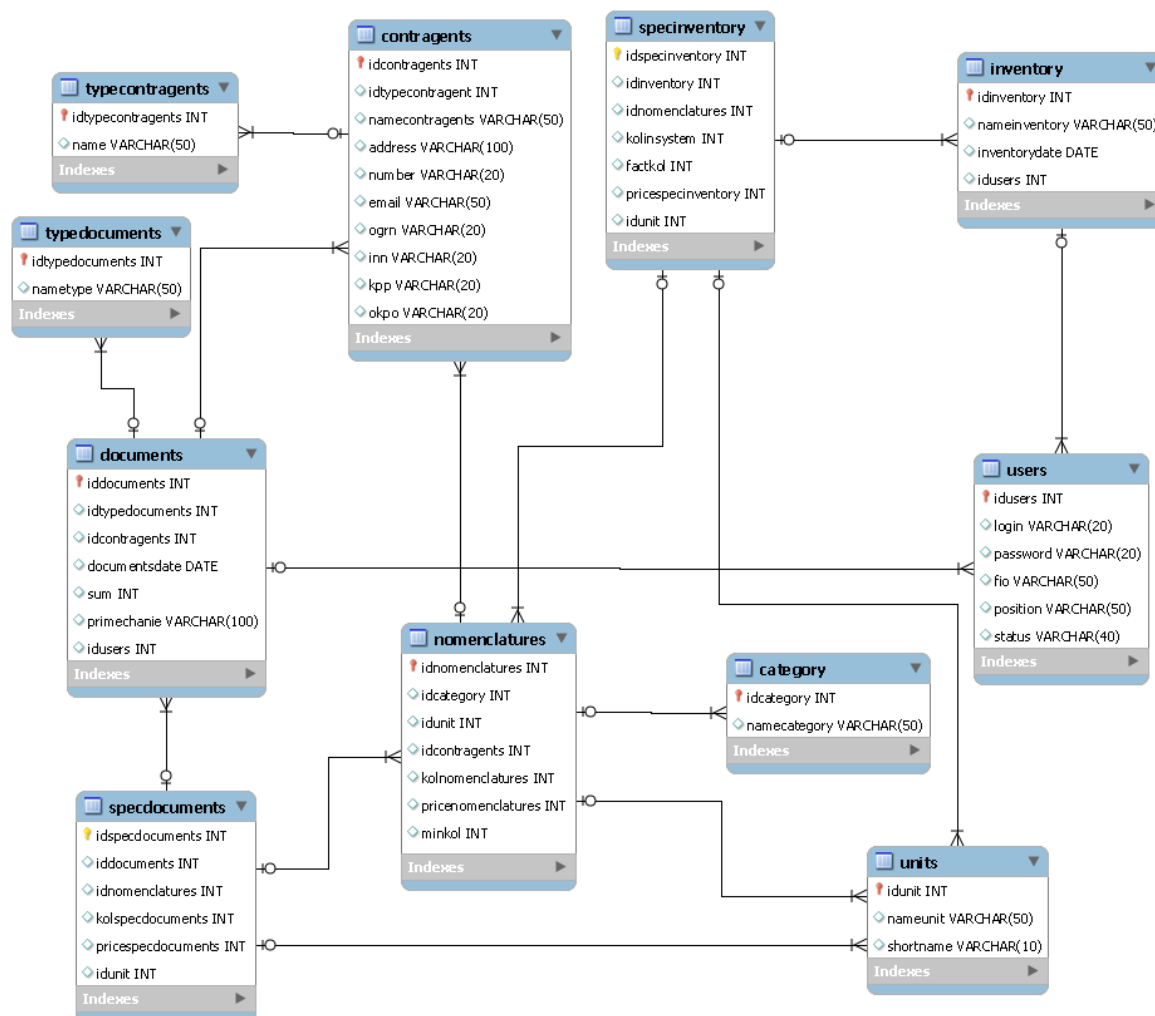 contragents
idcontragents INT
idtypecontragent INT
namecontragents VARCHAR(50)
address VARCHAR(100)
number VARCHAR(20)
email VARCHAR(50)
ogrn VARCHAR(20)
inn VARCHAR(20)
kpp VARCHAR(20)
okpo VARCHAR(20)
Indexes
specinventory
idspecinventory INT
idinventory INT
idnomenclatures INT
kolinsystem INT
factkol INT
pricespecinventory INT
idunit INT
Indexes
inventory
idinventory INT
nameinventory VARCHAR(50)
inventorydate DATE
idusers INT
Indexes
typecontragents
idtypecontragents INT
name VARCHAR(50)
Indexes
typedocuments
idtypedocuments INT
nametype VARCHAR(50)
Indexes
documents
iddocuments INT
idtypedocuments INT
idcontragents INT
documentsdate DATE
sum INT
primechanie VARCHAR(100)
idusers INT
Indexes
users
idusers INT
login VARCHAR(20)
password VARCHAR(20)
fio VARCHAR(50)
position VARCHAR(50)
status VARCHAR(40)
Indexes
nomenclatures
idnomenclatures INT
idcategory INT
idunit INT
idcontragents INT
kolnomenclatures INT
pricenomenclatures INT
minkol INT
Indexes
category
idcategory INT
namecategory VARCHAR(50)
Indexes
specdocuments
idspecdocuments INT
iddocuments INT
idnomenclatures INT
kolspecdocuments INT
pricespecdocuments INT
idunit INT
Indexes
units
idunit INT
nameunit VARCHAR(50)
shortname VARCHAR(10)
Indexes